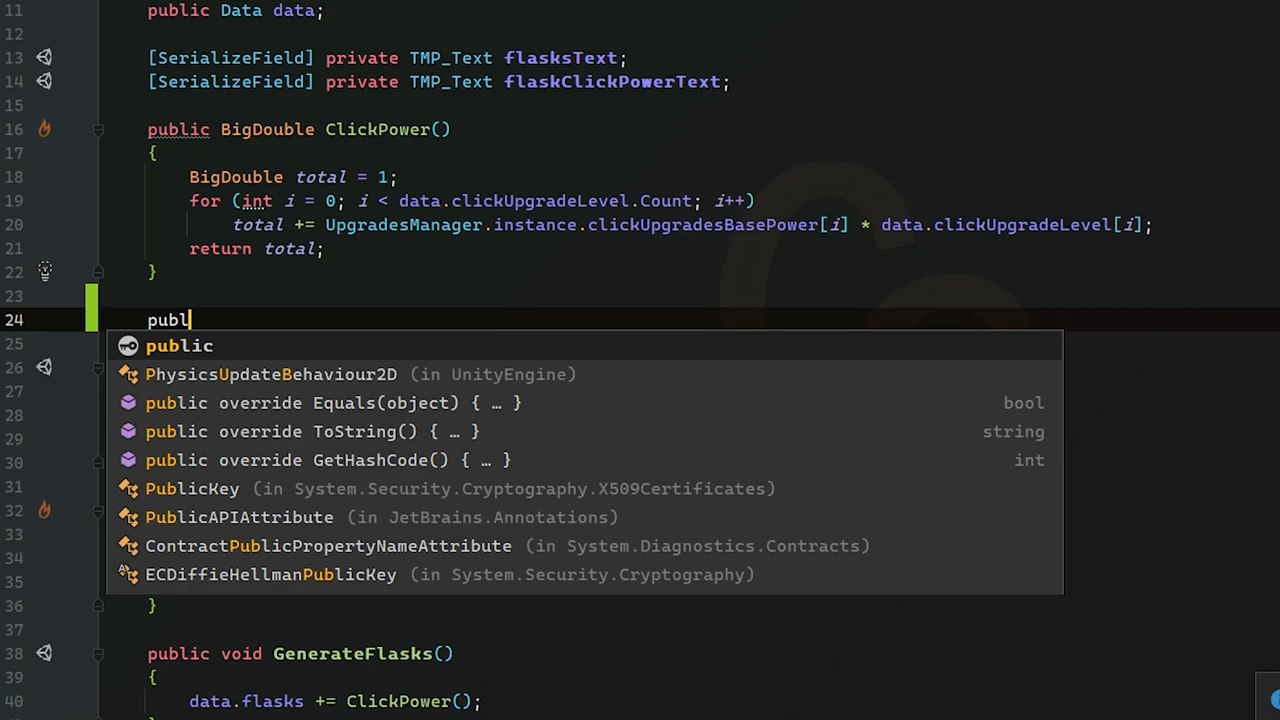 11 public Data data;
12
13 [SerializeField] private TMP_Text flasksText;
14 [SerializeField] private TMP_Text flaskClickPowerText;
15
16 public BigDouble ClickPower()
17 {
18 BigDouble total = 1;
19 for (int i = 0; i < data.clickUpgradeLevel.Count; i++)
20 total += UpgradesManager.instance.clickUpgradesBasePower[i] * data.clickUpgradeLevel[i];
21 return total;
22 }
23
24 publ
25 public
26 PhysicsUpdateBehaviour2D (in UnityEngine)
27 public override Equals(object) { … } bool
28
29 public override ToString() { … } string
30 public override GetHashCode() { … } int
31 PublicKey (in System.Security.Cryptography.X509Certificates)
32 PublicAPIAttribute (in JetBrains.Annotations)
33
34 ContractPublicPropertyNameAttribute (in System.Diagnostics.Contracts)
35 ECDiffieHellmanPublicKey (in System.Security.Cryptography)
36 }
37
38 public void GenerateFlasks()
39 {
40 data.flasks += ClickPower();